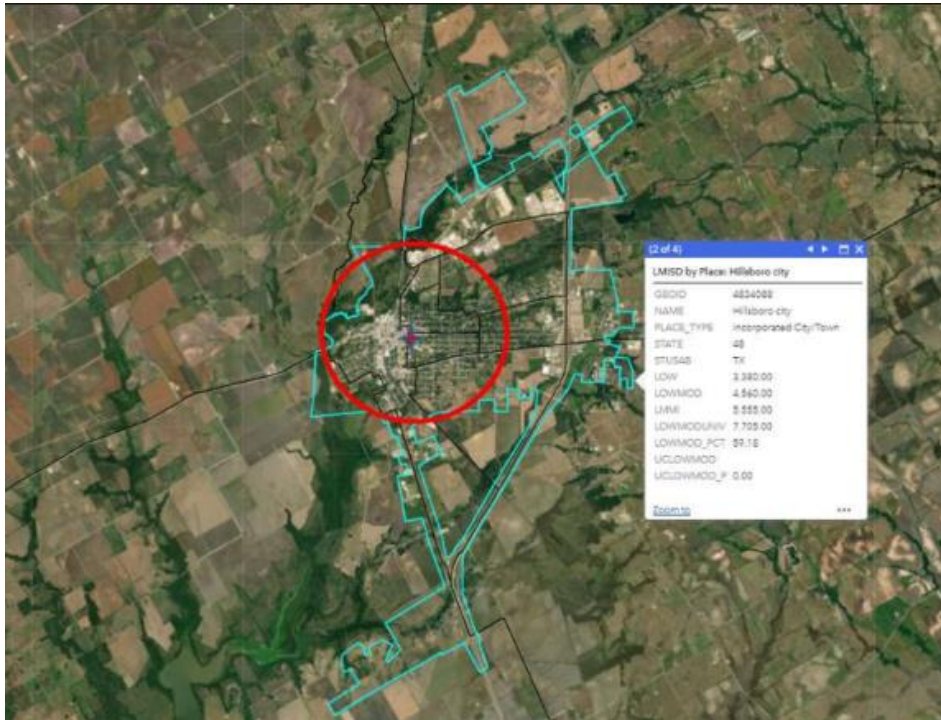 (2 of 4)
LMISD by Place: Hillsboro city
GEOID 4834088
NAME Hillsboro city
PLACE_TYPE Incorporated City/Town
STATE 48
STUSAB TX
LOW 3,380.00
LOWMOD 4,560.00
LMMI 5,555.00
LOWMODUNIV 7,705.00
LOWMOD_PCT 59.18
UCLOWMOD
UCLOWMOD_P 0.00
Zoom to